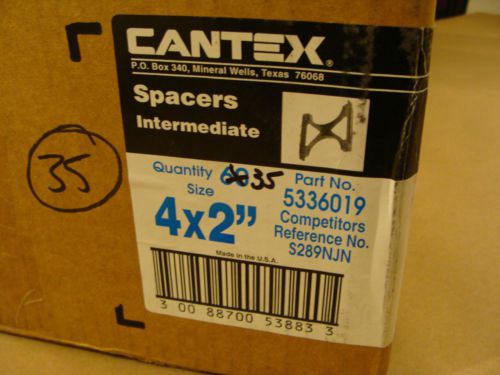 CANTEX®
P.O. Box 340, Mineral Wells, Texas 76068
Spacers
Intermediate
35
Quantity 60 35
Size
4x2"
Part No.
5336019
Competitors
Reference No.
S289NJN
Made in the U.S.A.
3 00 88700 53883 3